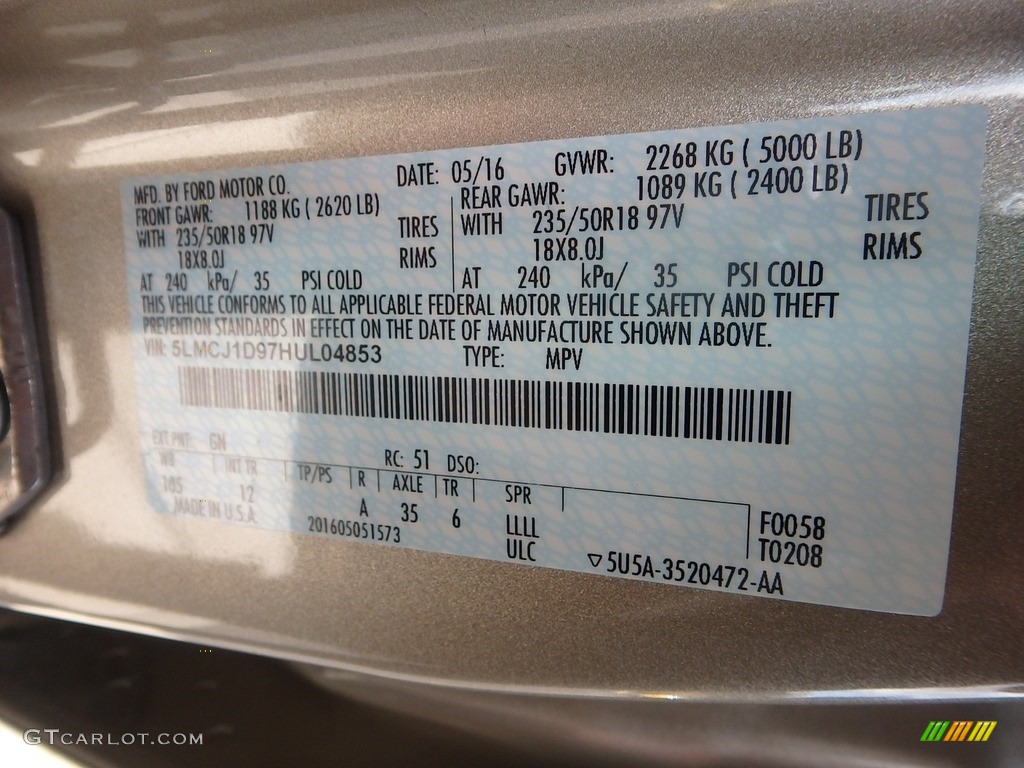 MFD. BY FORD MOTOR CO. DATE: 05/16 GVWR: 2268 KG ( 5000 LB)
FRONT GAWR: 1188 KG ( 2620 LB) REAR GAWR: 1089 KG ( 2400 LB)
WITH 235/50R18 97V TIRES WITH 235/50R18 97V TIRES
18X8.0J RIMS 18X8.0J RIMS
AT 240 kPa/ 35 PSI COLD AT 240 kPa/ 35 PSI COLD
THIS VEHICLE CONFORMS TO ALL APPLICABLE FEDERAL MOTOR VEHICLE SAFETY AND THEFT
PREVENTION STANDARDS IN EFFECT ON THE DATE OF MANUFACTURE SHOWN ABOVE.
VIN: 5LMCJ1D97HUL04853 TYPE: MPV
EXT PNT: GN RC: 51 DSO:
WB INT TR TP/PS R AXLE TR SPR
105 12 A 35 6 LLLL F0058
MADE IN U.S.A. 201605051573 ULC T0208
▽5U5A-3520472-AA
GTCARLOT.COM